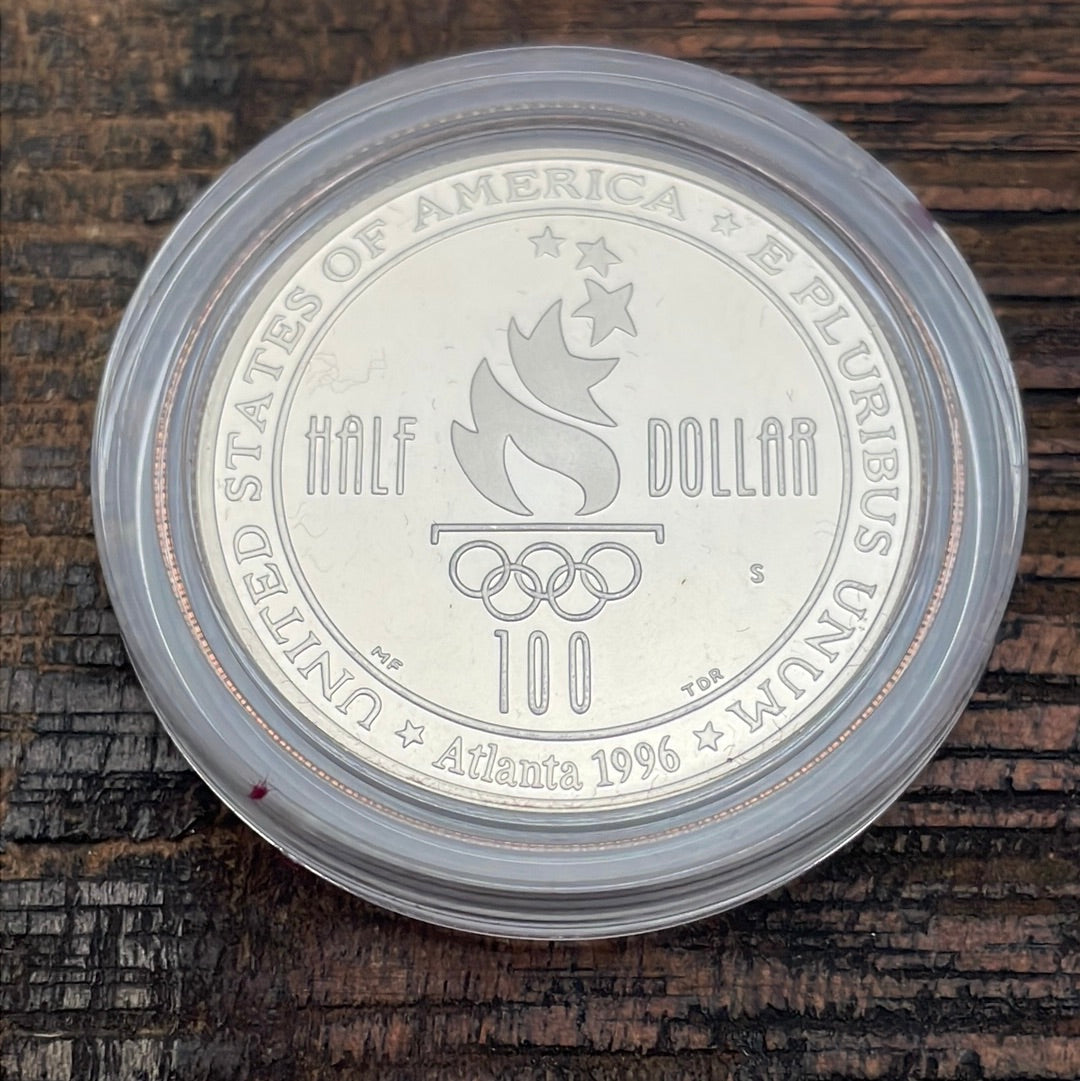 UNITED STATES OF AMERICA ★ E PLURIBUS UNUM ★
HALF DOLLAR
S
100
MF
TDR
★ Atlanta 1996